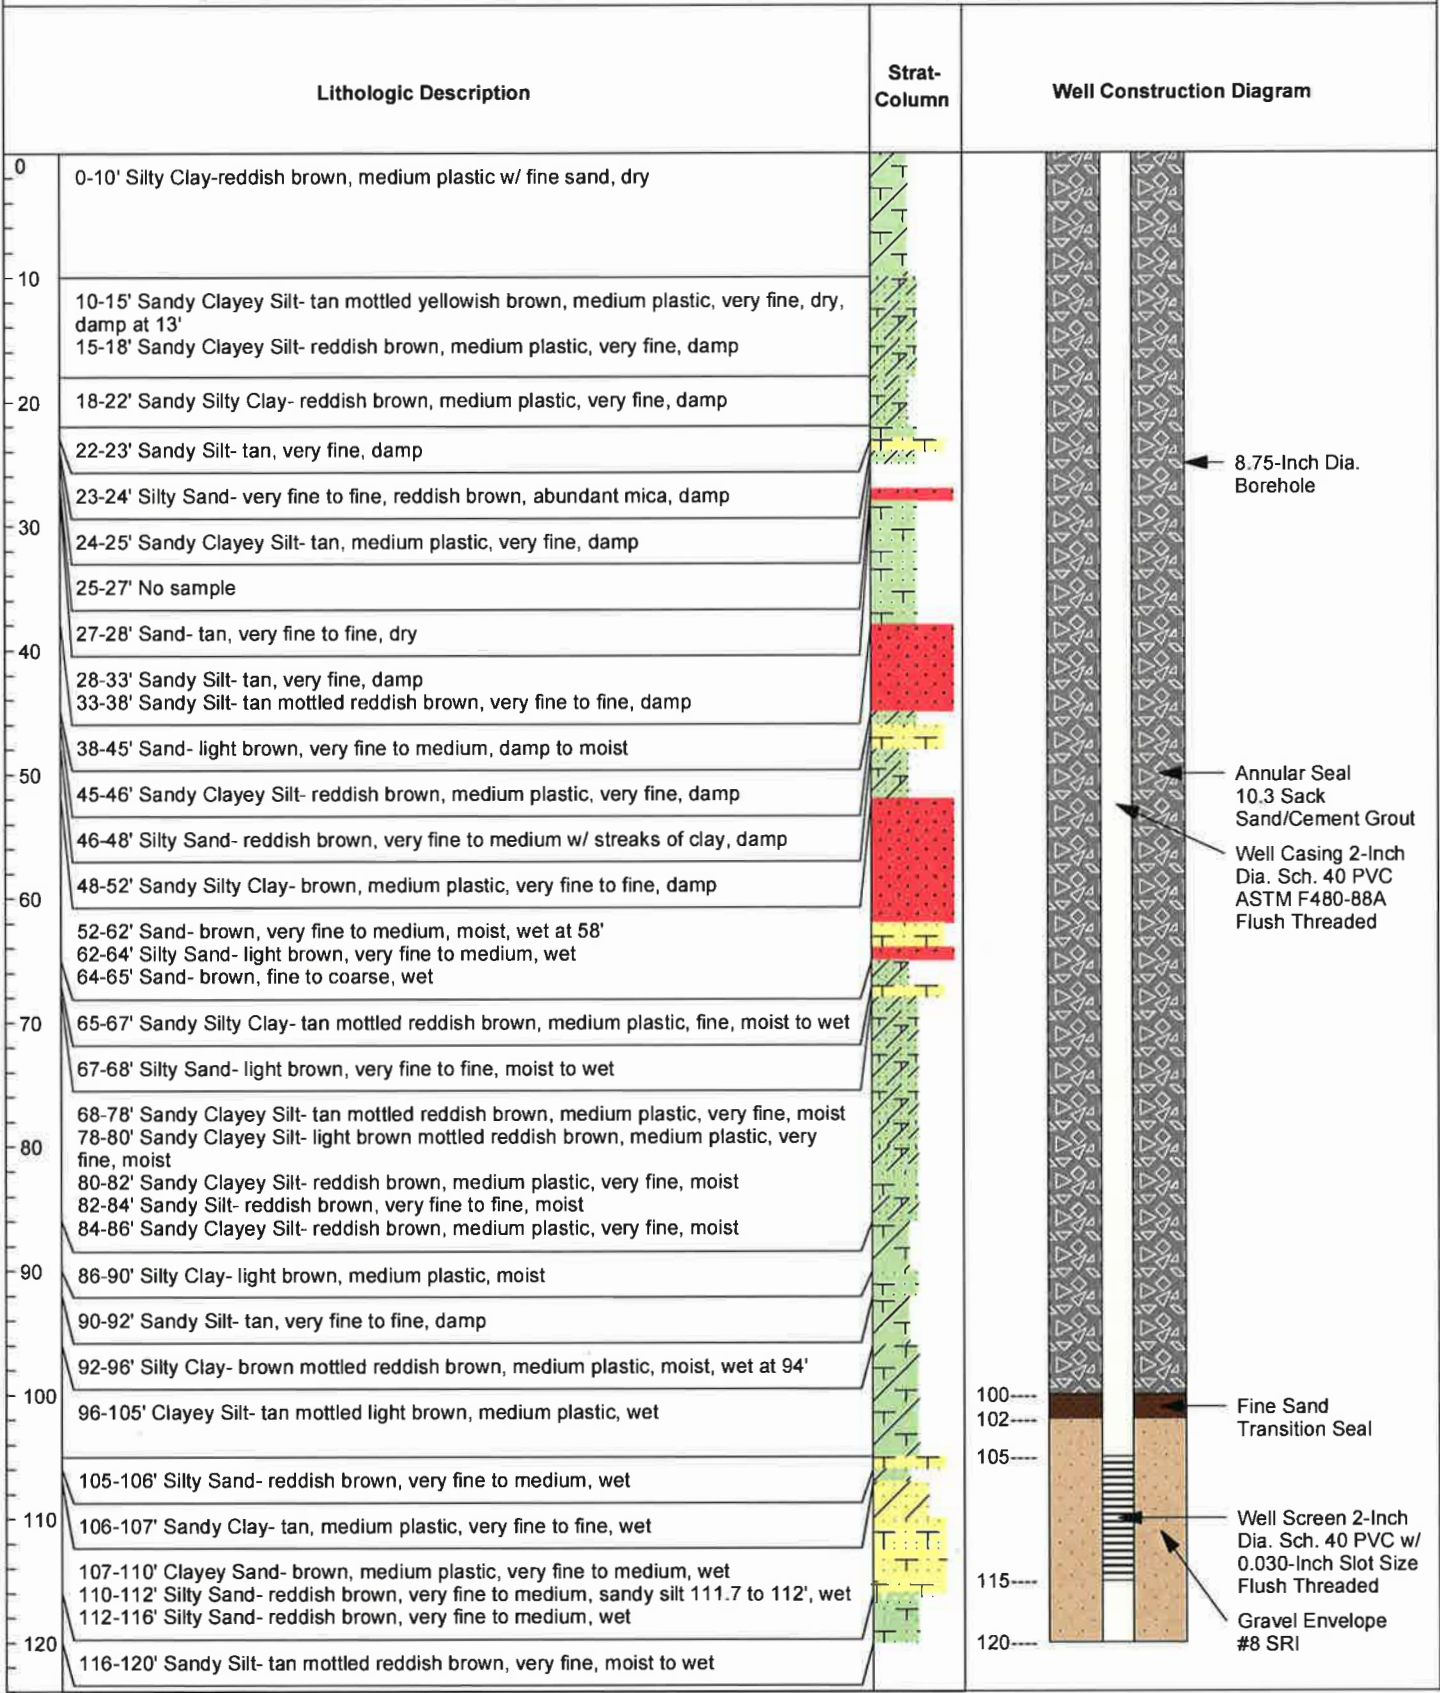 Lithologic Description
Strat-
Column
Well Construction Diagram
0
10
20
30
40
50
60
70
80
90
100
110
120
0-10' Silty Clay-reddish brown, medium plastic w/ fine sand, dry
10-15' Sandy Clayey Silt- tan mottled yellowish brown, medium plastic, very fine, dry,
damp at 13'
15-18' Sandy Clayey Silt- reddish brown, medium plastic, very fine, damp
18-22' Sandy Silty Clay- reddish brown, medium plastic, very fine, damp
22-23' Sandy Silt- tan, very fine, damp
23-24' Silty Sand- very fine to fine, reddish brown, abundant mica, damp
24-25' Sandy Clayey Silt- tan, medium plastic, very fine, damp
25-27' No sample
27-28' Sand- tan, very fine to fine, dry
28-33' Sandy Silt- tan, very fine, damp
33-38' Sandy Silt- tan mottled reddish brown, very fine to fine, damp
38-45' Sand- light brown, very fine to medium, damp to moist
45-46' Sandy Clayey Silt- reddish brown, medium plastic, very fine, damp
46-48' Silty Sand- reddish brown, very fine to medium w/ streaks of clay, damp
48-52' Sandy Silty Clay- brown, medium plastic, very fine to fine, damp
52-62' Sand- brown, very fine to medium, moist, wet at 58'
62-64' Silty Sand- light brown, very fine to medium, wet
64-65' Sand- brown, fine to coarse, wet
65-67' Sandy Silty Clay- tan mottled reddish brown, medium plastic, fine, moist to wet
67-68' Silty Sand- light brown, very fine to fine, moist to wet
68-78' Sandy Clayey Silt- tan mottled reddish brown, medium plastic, very fine, moist
78-80' Sandy Clayey Silt- light brown mottled reddish brown, medium plastic, very
fine, moist
80-82' Sandy Clayey Silt- reddish brown, medium plastic, very fine, moist
82-84' Sandy Silt- reddish brown, very fine to fine, moist
84-86' Sandy Clayey Silt- reddish brown, medium plastic, very fine, moist
86-90' Silty Clay- light brown, medium plastic, moist
90-92' Sandy Silt- tan, very fine to fine, damp
92-96' Silty Clay- brown mottled reddish brown, medium plastic, moist, wet at 94'
96-105' Clayey Silt- tan mottled light brown, medium plastic, wet
105-106' Silty Sand- reddish brown, very fine to medium, wet
106-107' Sandy Clay- tan, medium plastic, very fine to fine, wet
107-110' Clayey Sand- brown, medium plastic, very fine to medium, wet
110-112' Silty Sand- reddish brown, very fine to medium, sandy silt 111.7 to 112', wet
112-116' Silty Sand- reddish brown, very fine to medium, wet
116-120' Sandy Silt- tan mottled reddish brown, very fine, moist to wet
8.75-Inch Dia.
Borehole
Annular Seal
10.3 Sack
Sand/Cement Grout
Well Casing 2-Inch
Dia. Sch. 40 PVC
ASTM F480-88A
Flush Threaded
100----
102----
105----
115----
120----
Fine Sand
Transition Seal
Well Screen 2-Inch
Dia. Sch. 40 PVC w/
0.030-Inch Slot Size
Flush Threaded
Gravel Envelope
#8 SRI